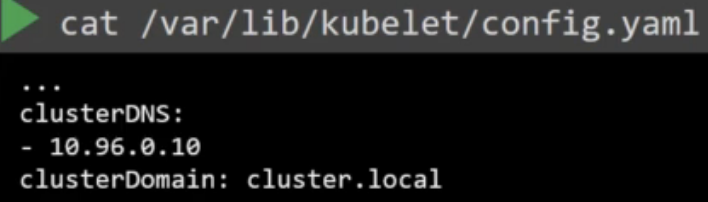 cat /var/lib/kubelet/config.yaml
...
clusterDNS:
- 10.96.0.10
clusterDomain: cluster.local